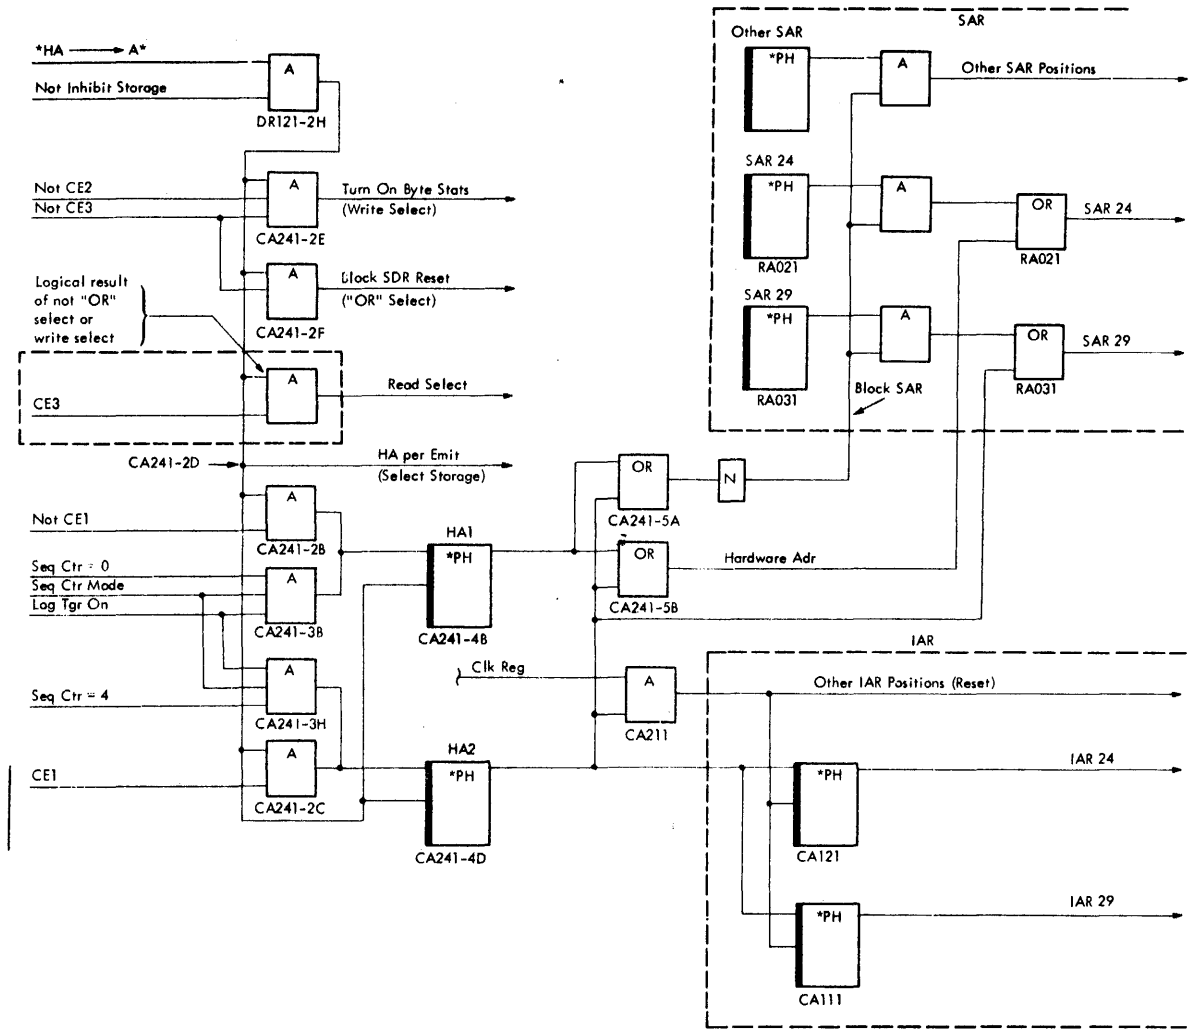 *HA → A*
Not Inhibit Storage
A
DR121-2H
Not CE2
Not CE3
A
CA241-2E
Turn On Byte Stats
(Write Select)
A
CA241-2F
Block SDR Reset
("OR" Select)
Logical result
of not "OR"
select or
write select
CE3
A
Read Select
CA241-2D
HA per Emit
(Select Storage)
Not CE1
A
CA241-2B
Seq Ctr = 0
Seq Ctr Mode
Log Tgr On
A
CA241-3B
Seq Ctr = 4
A
CA241-3H
CE1
A
CA241-2C
HA1
*PH
CA241-4B
HA2
*PH
CA241-4D
OR
CA241-5A
N
OR
CA241-5B
Hardware Adr
Clk Reg
A
CA211
SAR
Other SAR
*PH
A
Other SAR Positions
SAR 24
*PH
RA021
A
OR
RA021
SAR 24
SAR 29
*PH
RA031
A
OR
RA031
SAR 29
Block SAR
IAR
Other IAR Positions (Reset)
*PH
CA121
IAR 24
*PH
CA111
IAR 29